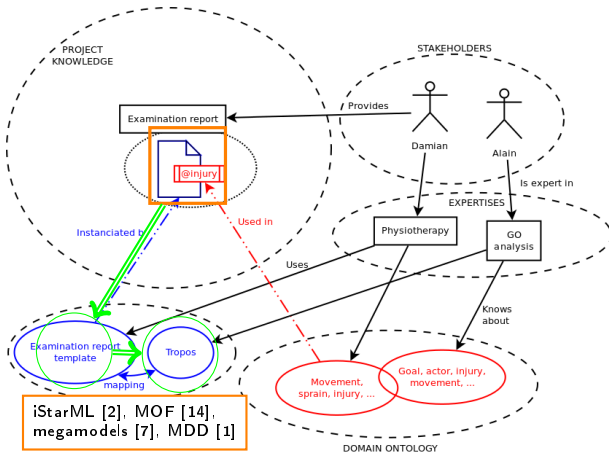 PROJECT
KNOWLEDGE
STAKEHOLDERS
Examination report
Provides
Damian
Alain
@injury
Is expert in
EXPERTISES
Instanciated b
Used in
Physiotherapy
GO
analysis
Uses
Knows
about
Examination report
template
Tropos
mapping
Movement,
sprain, injury, ...
Goal, actor, injury,
movement, ...
iStarML [2], MOF [14],
megamodels [7], MDD [1]
DOMAIN ONTOLOGY